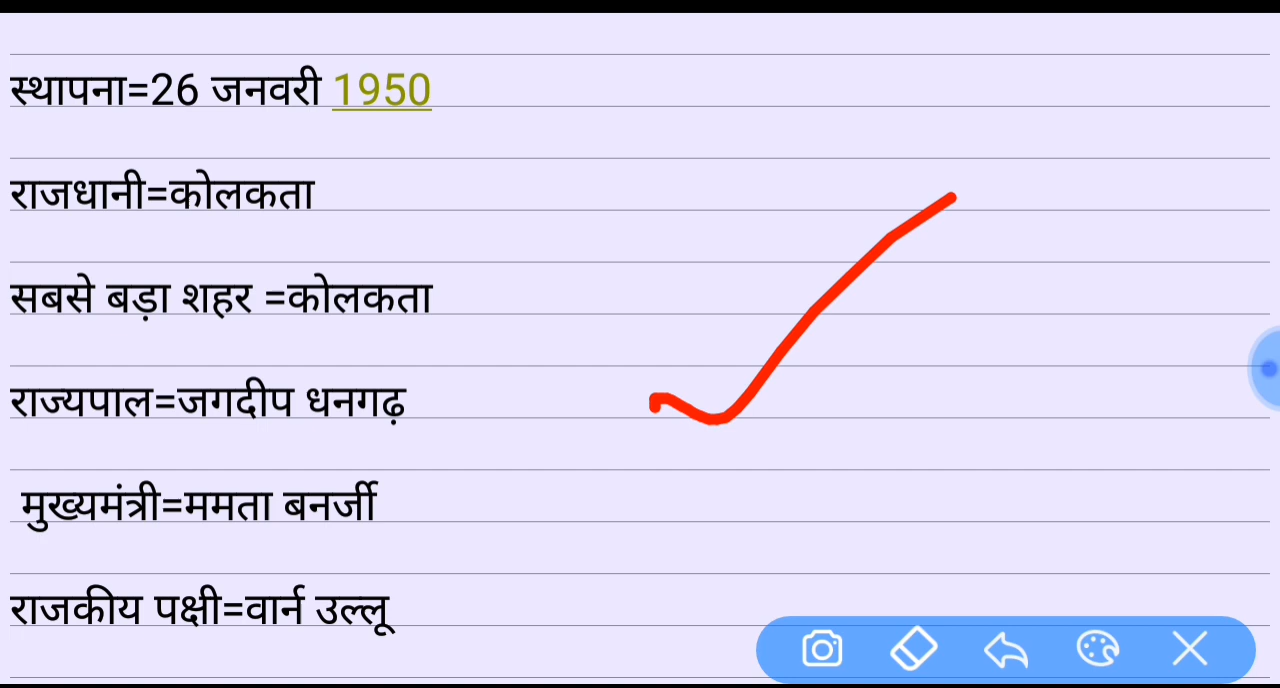 स्थापना=26 जनवरी 1950
राजधानी=कोलकता
सबसे बड़ा शहर =कोलकता
राज्यपाल=जगदीप धनगढ़
मुख्यमंत्री=ममता बनर्जी
राजकीय पक्षी=वार्न उल्लू